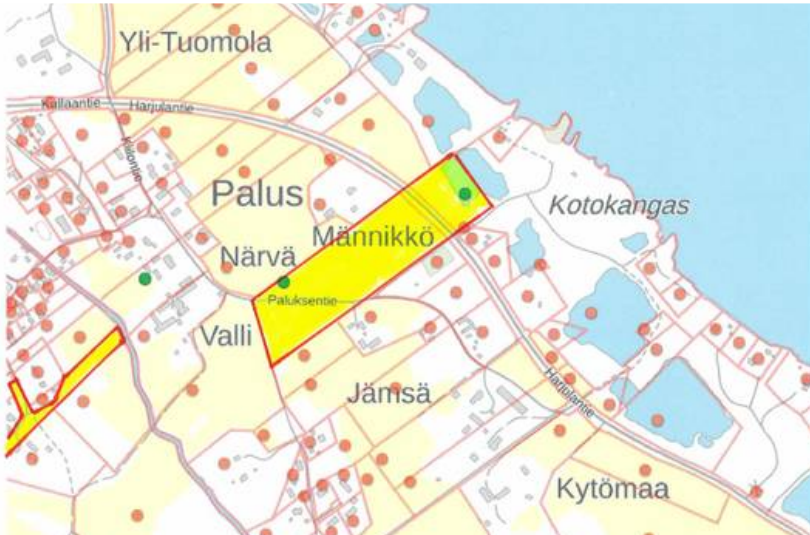 Yli-Tuomola
Kullaantie
Harjulantie
Kiilontie
Palus
Kotokangas
Männikkö
Närvä
Paluksentie
Valli
Jämsä
Harjulantie
Kytömaa